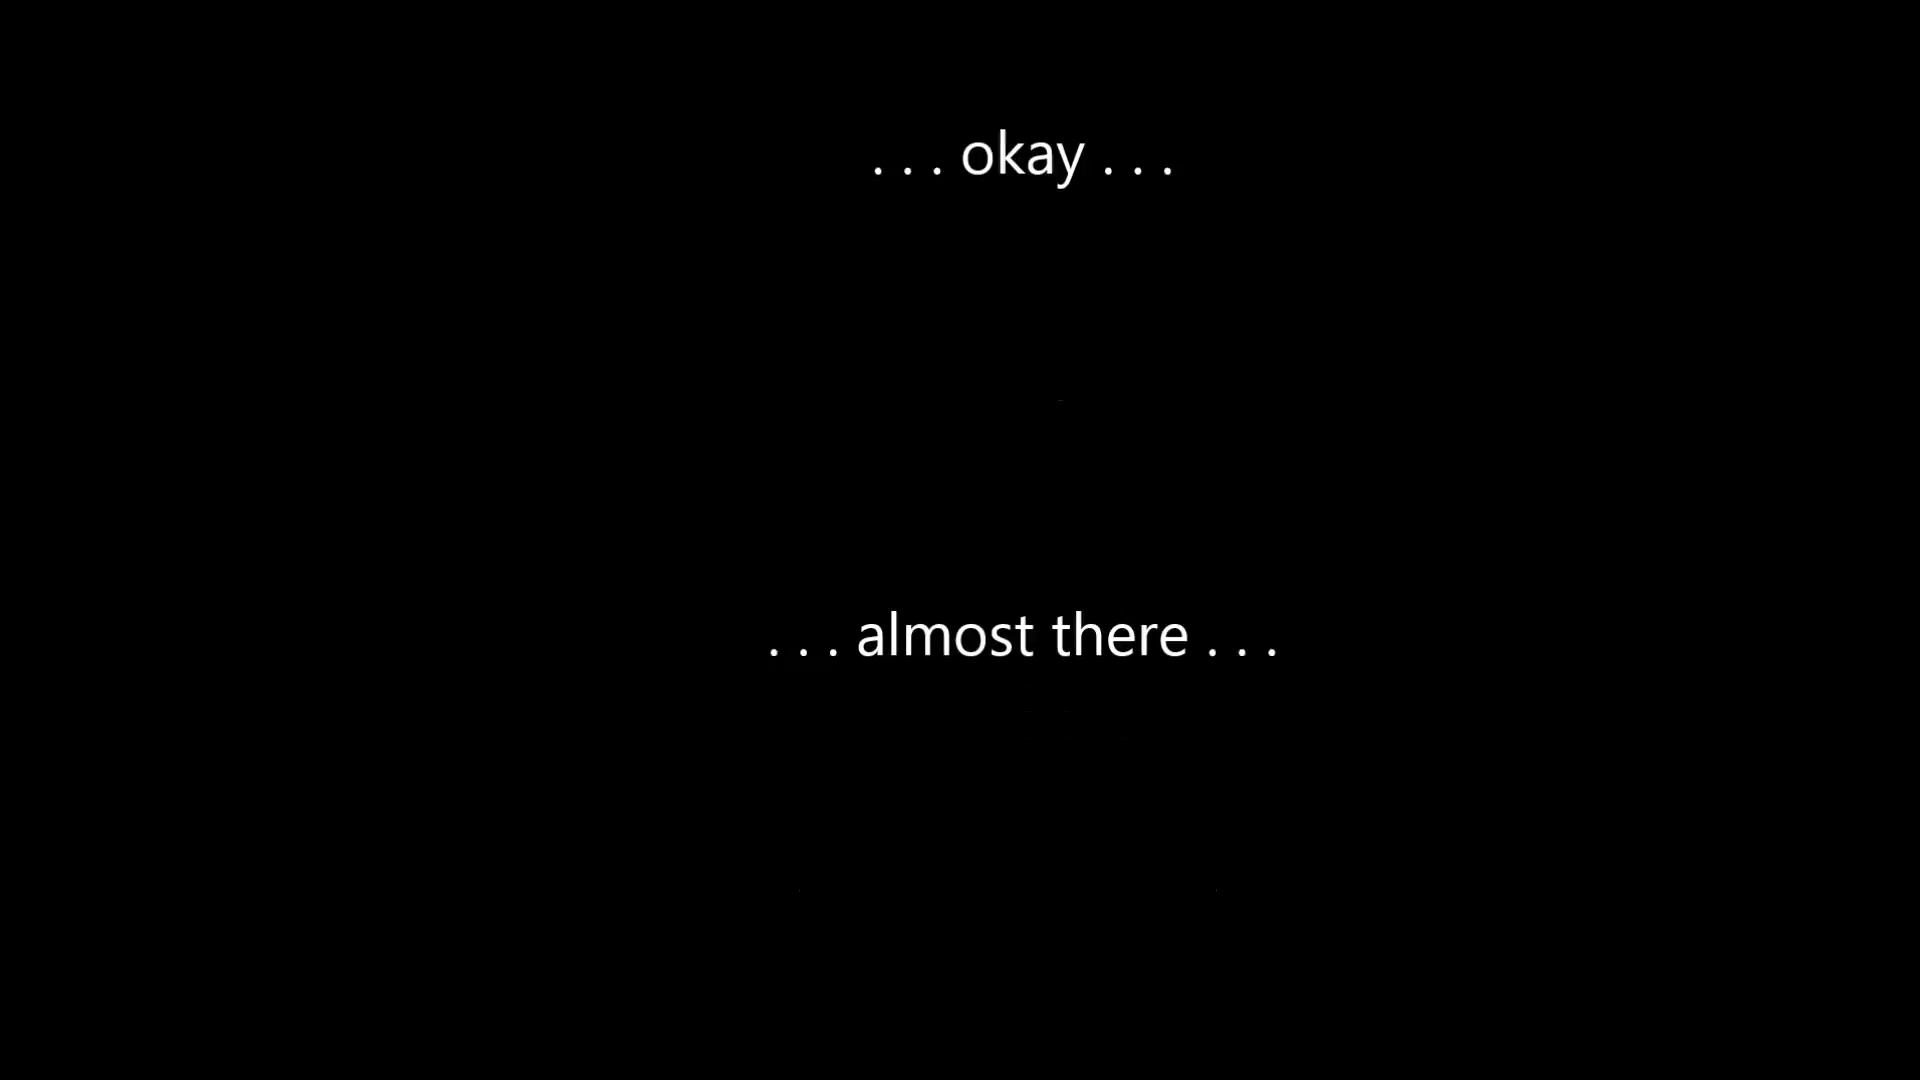 . . . okay . . .
. . . almost there . . .